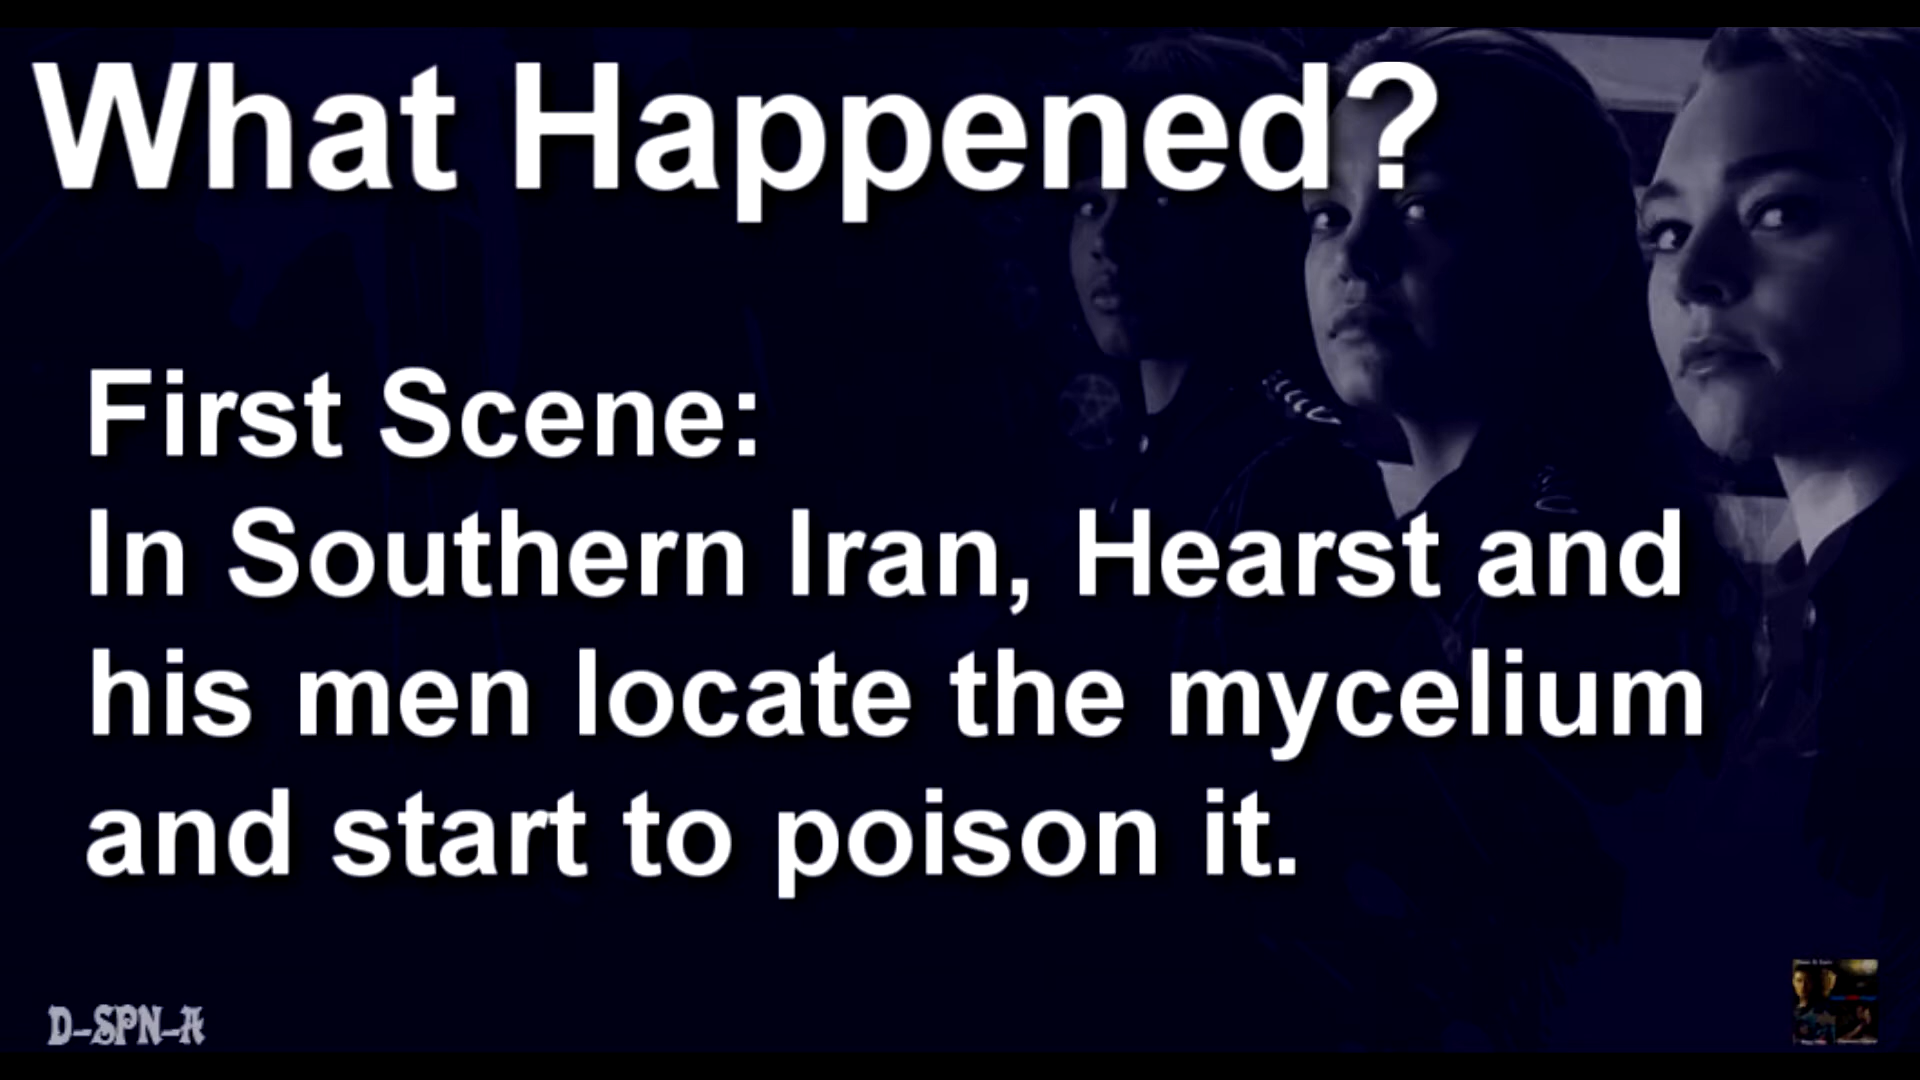 What Happened?
First Scene:
In Southern Iran, Hearst and
his men locate the mycelium
and start to poison it.
D-SPN-A